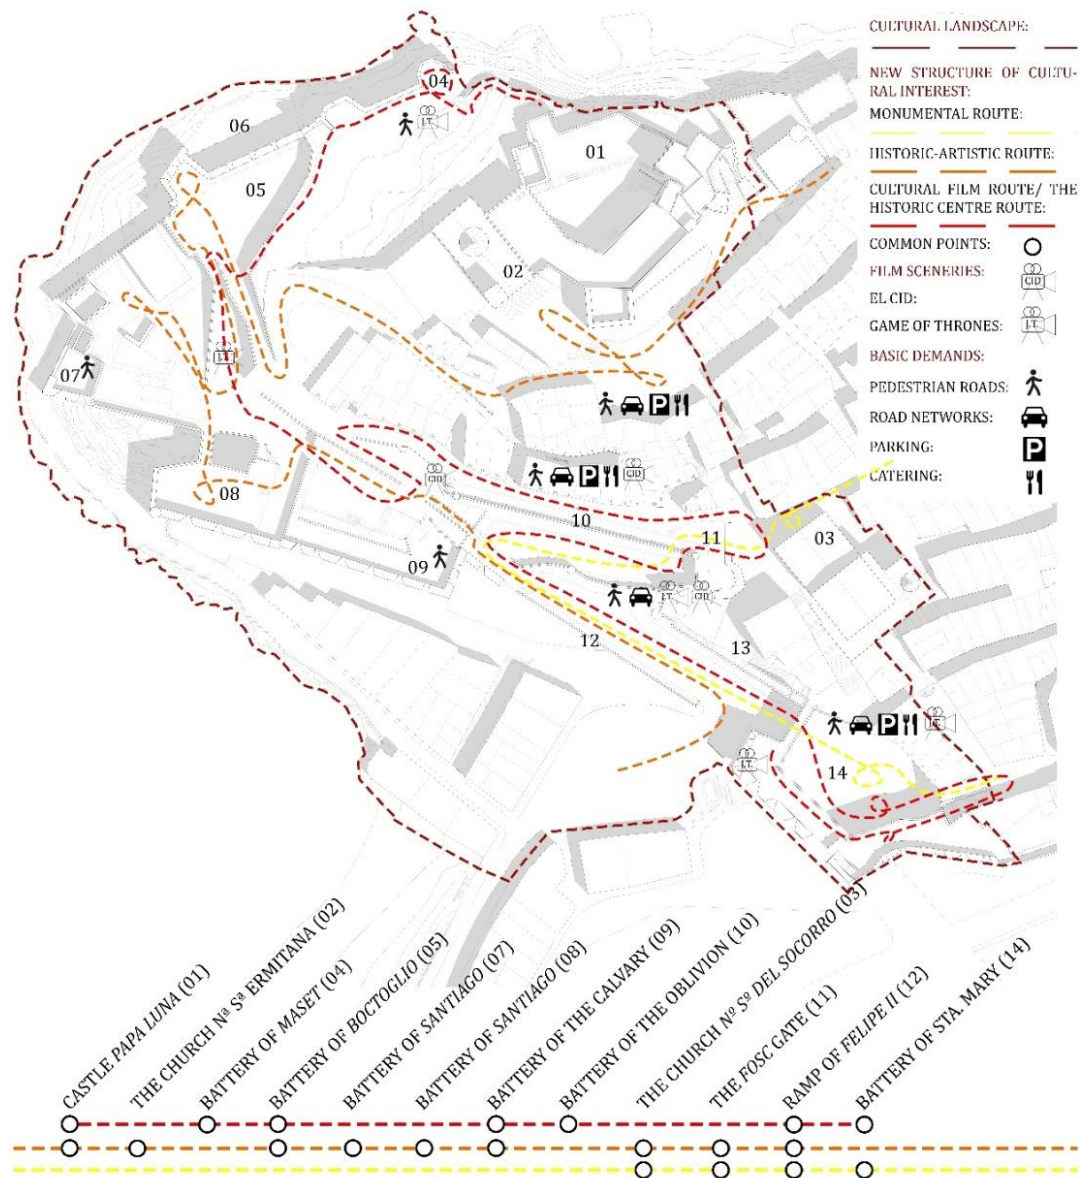 CULTURAL LANDSCAPE:
NEW STRUCTURE OF CULTU-
RAL INTEREST:
MONUMENTAL ROUTE:
HISTORIC-ARTISTIC ROUTE:
CULTURAL FILM ROUTE/ THE
HISTORIC CENTRE ROUTE:
COMMON POINTS:
FILM SCENERIES:
CID
EL CID:
GAME OF THRONES:
J.T.
BASIC DEMANDS:
PEDESTRIAN ROADS:
ROAD NETWORKS:
PARKING:
P
CATERING:
04
J.T.
06
01
05
02
07
J.T.
P
P
CID
08
CID
10
11
03
09
J.T.
CID
12
13
P
J.T.
J.T.
14
CASTLE PAPA LUNA (01)
THE CHURCH Nª Sª ERMITANA (02)
BATTERY OF MASET (04)
BATTERY OF BOCTOGLIO (05)
BATTERY OF SANTIAGO (07)
BATTERY OF SANTIAGO (08)
BATTERY OF THE CALVARY (09)
BATTERY OF THE OBLIVION (10)
THE CHURCH Nº Sº DEL SOCORRO (03)
THE FOSC GATE (11)
RAMP OF FELIPE II (12)
BATTERY OF STA. MARY (14)